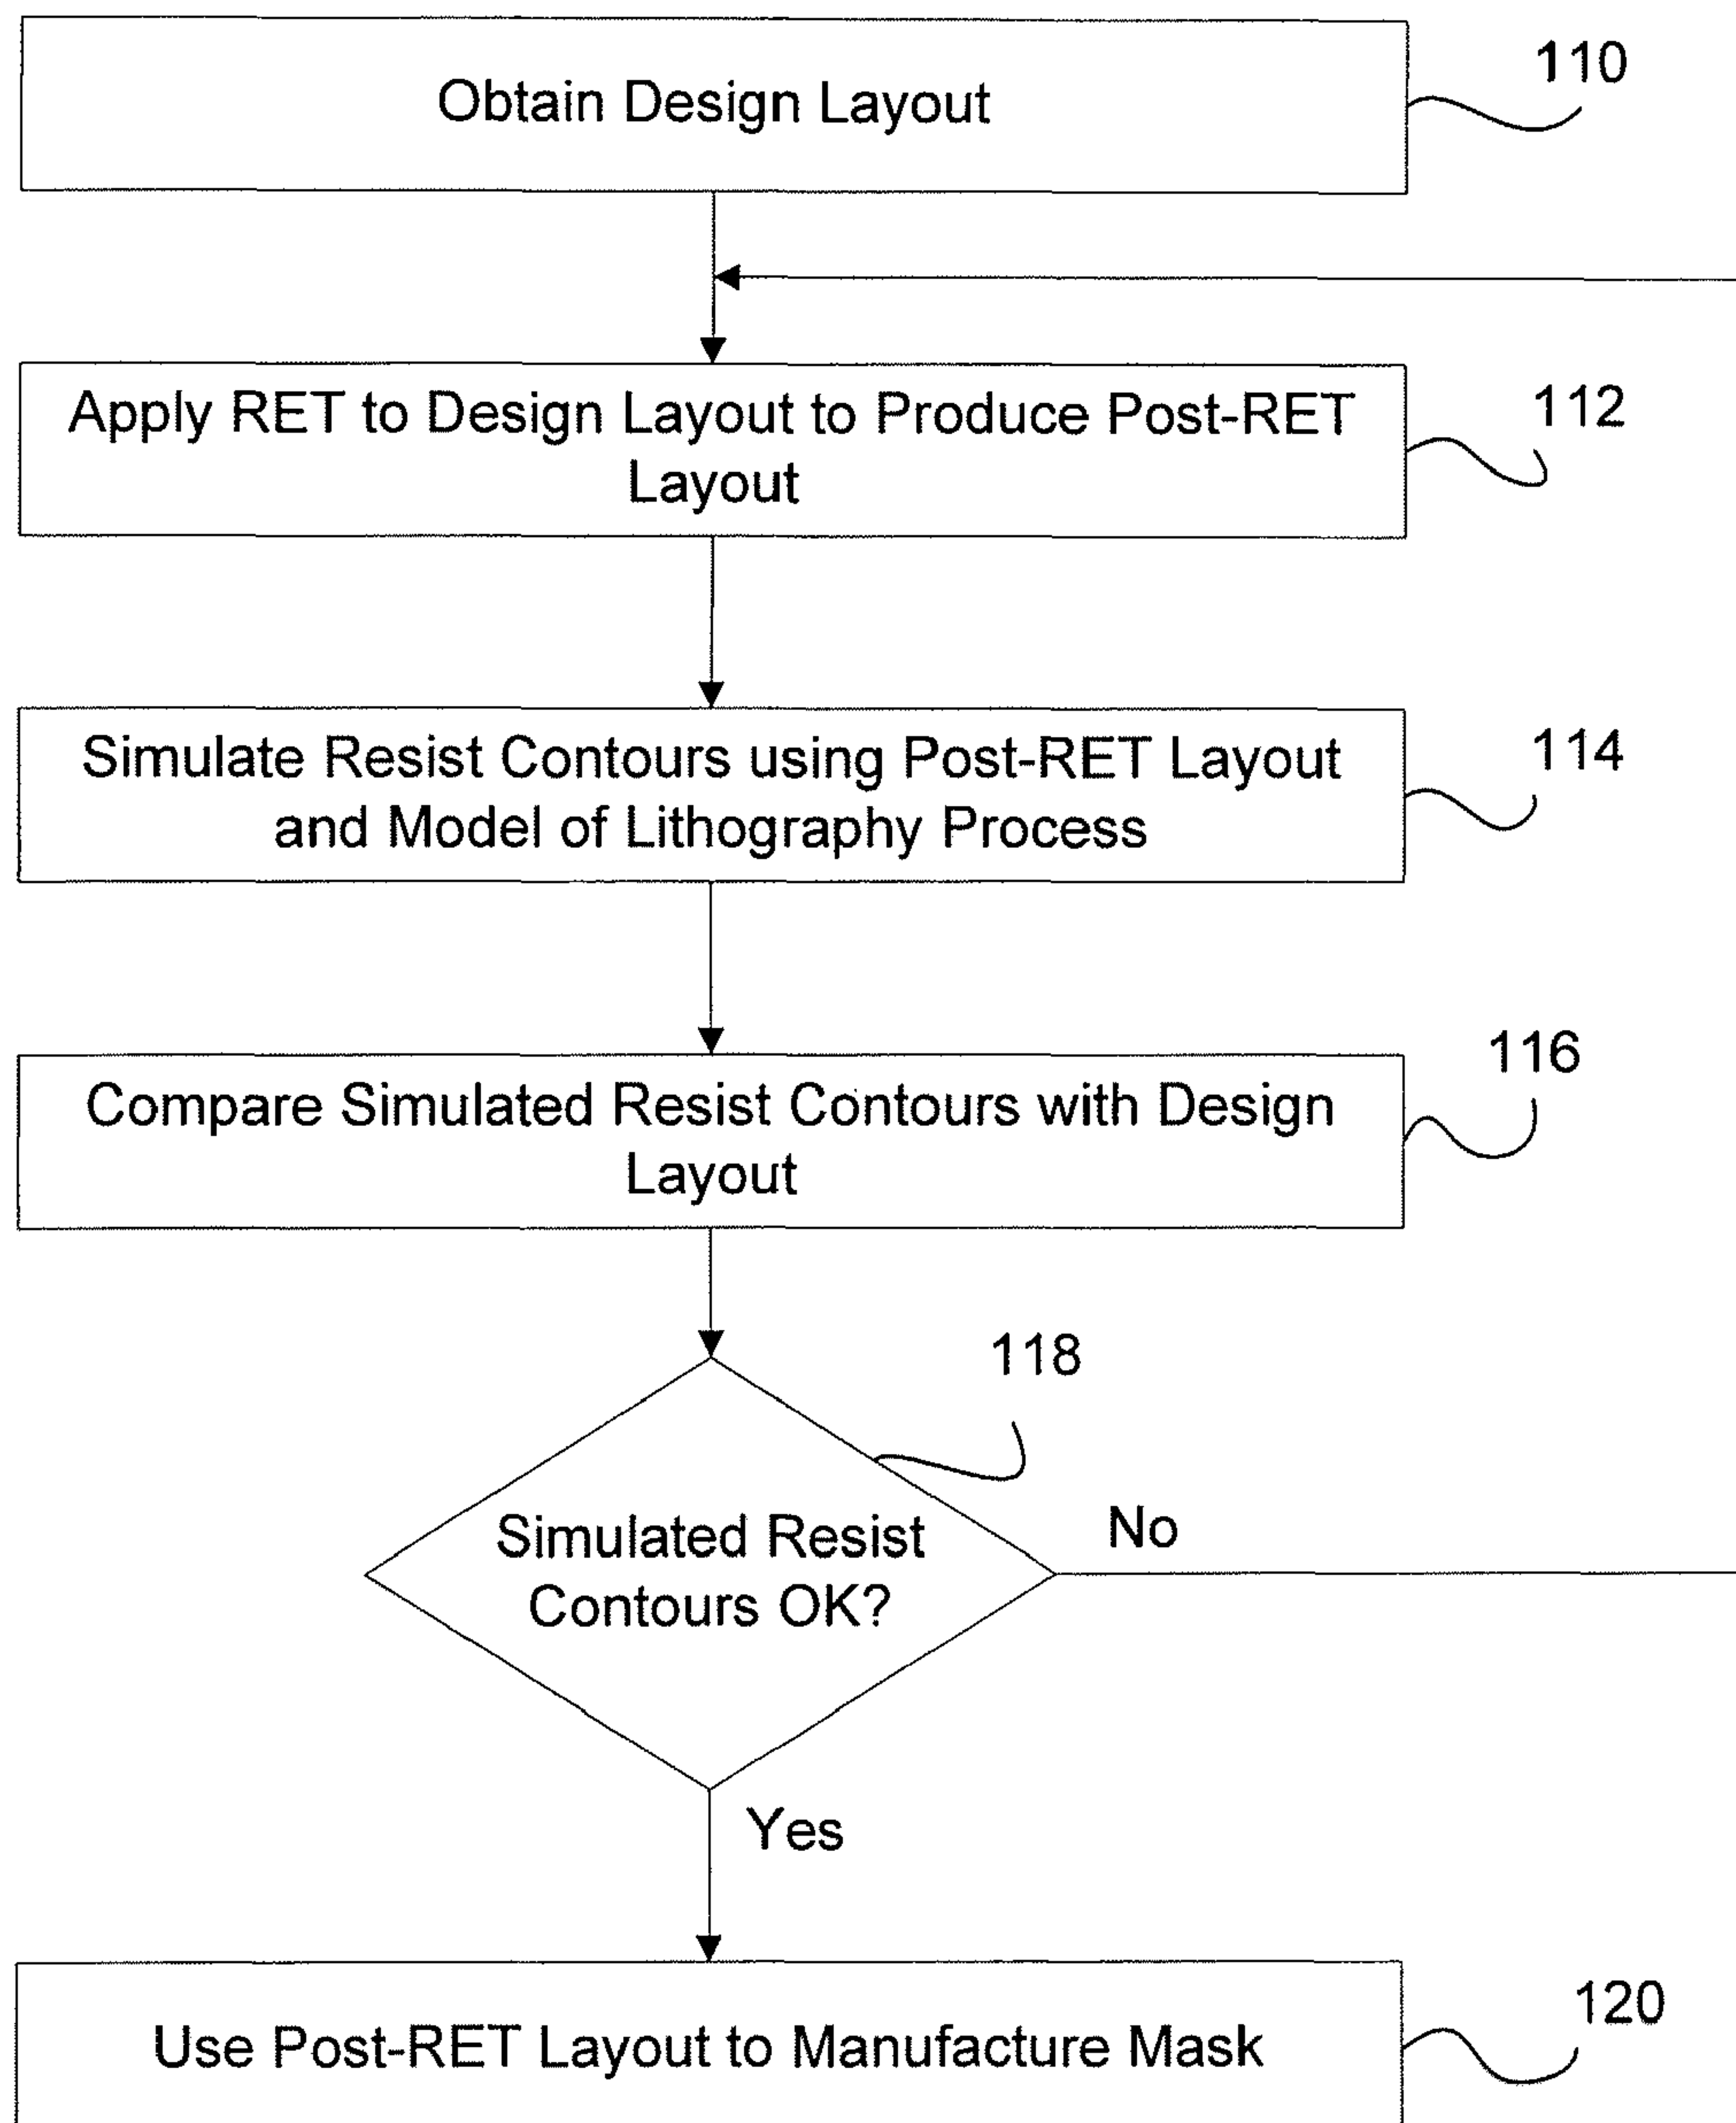 Obtain Design Layout
110
Apply RET to Design Layout to Produce Post-RET
Layout
112
Simulate Resist Contours using Post-RET Layout
and Model of Lithography Process
114
Compare Simulated Resist Contours with Design
Layout
116
118
Simulated Resist
Contours OK?
No
Yes
Use Post-RET Layout to Manufacture Mask
120